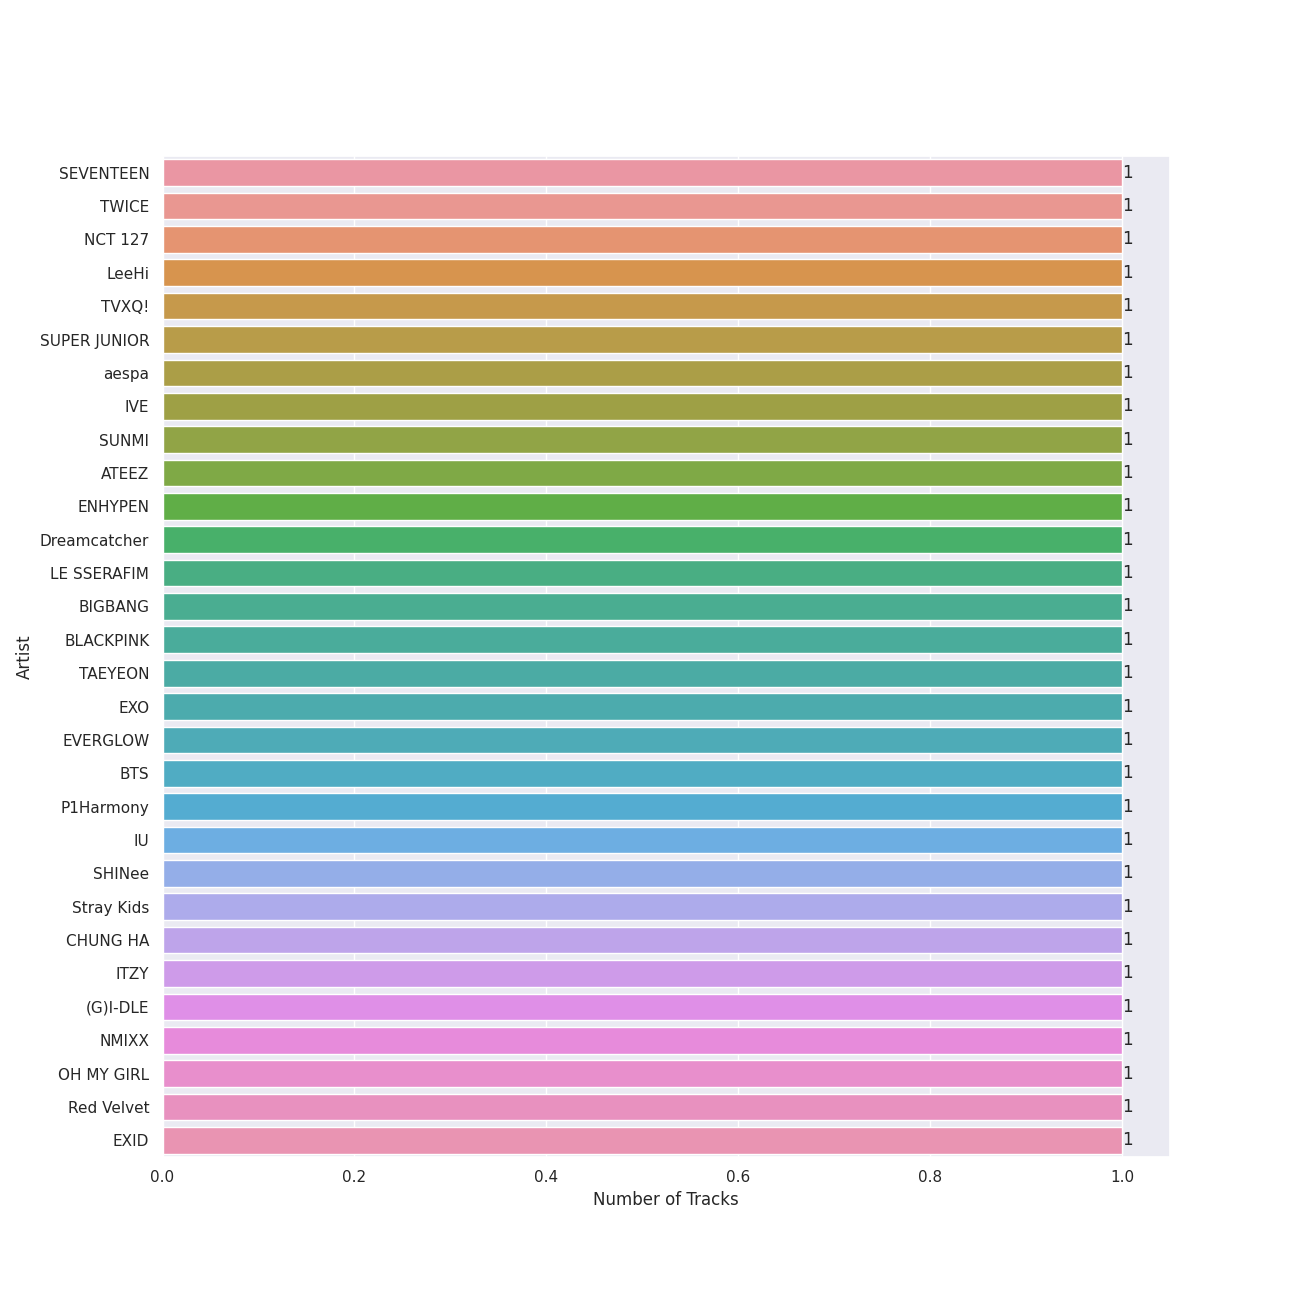 SEVENTEEN 1
TWICE 1
NCT 127 1
LeeHi 1
TVXQ! 1
SUPER JUNIOR 1
aespa 1
IVE 1
SUNMI 1
ATEEZ 1
ENHYPEN 1
Dreamcatcher 1
LE SSERAFIM 1
BIGBANG 1
BLACKPINK 1
TAEYEON 1
EXO 1
EVERGLOW 1
BTS 1
P1Harmony 1
IU 1
SHINee 1
Stray Kids 1
CHUNG HA 1
ITZY 1
(G)I-DLE 1
NMIXX 1
OH MY GIRL 1
Red Velvet 1
EXID 1
Artist
0.0 0.2 0.4 0.6 0.8 1.0
Number of Tracks